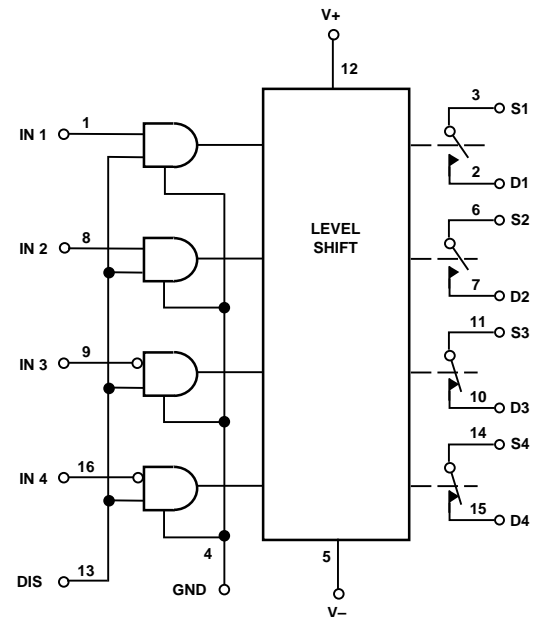 V+
12
IN 1
1
3
S1
2
D1
IN 2
8
6
S2
LEVEL
SHIFT
7
D2
IN 3
9
11
S3
10
D3
IN 4
16
14
S4
15
D4
DIS
13
4
GND
5
V–